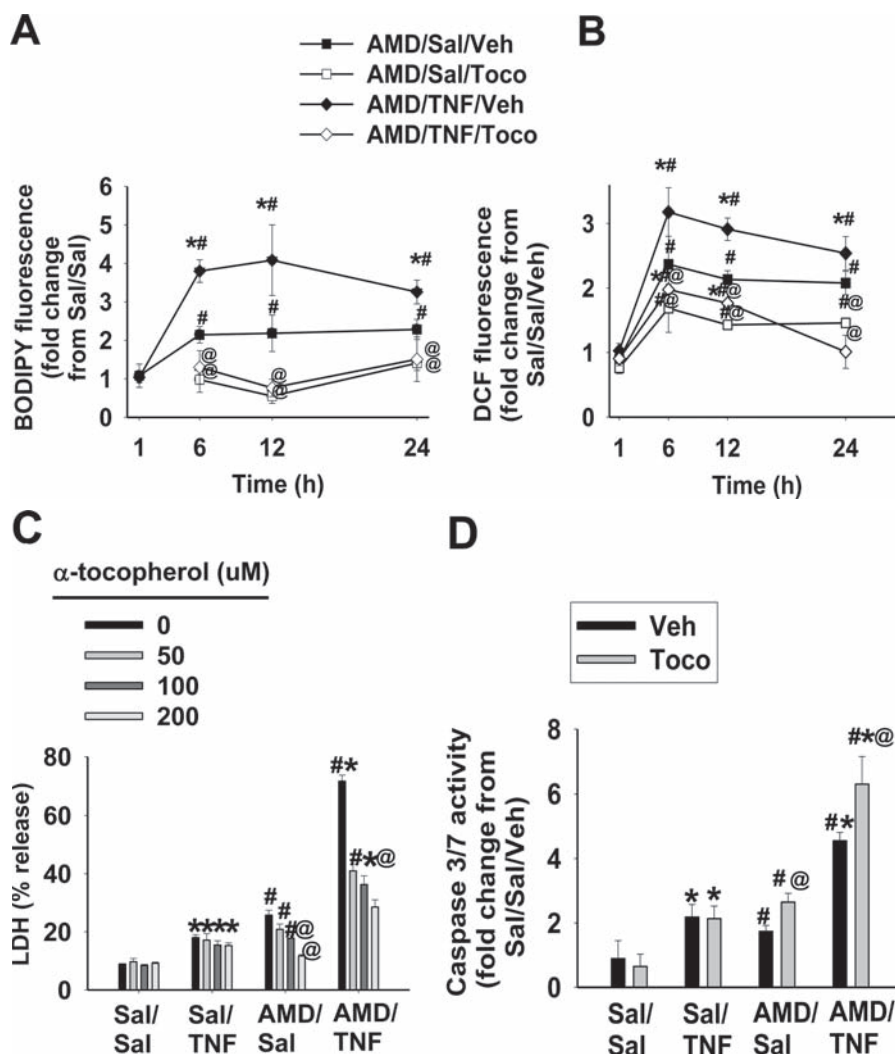 A
B
AMD/Sal/Veh
AMD/Sal/Toco
AMD/TNF/Veh
AMD/TNF/Toco
BODIPY fluorescence
(fold change
from Sal/Sal)
6
5
4
3
2
1
0
*#
*#
*#
#
#
#
@
@
@
@
@
@
1 6 12 24
Time (h)
DCF fluorescence
(fold change from
Sal/Sal/Veh)
3
2
1
0
*#
*#
*#
#
#
#
*#@
*#@
#@
#@
#@
@
1 6 12 24
Time (h)
C
α-tocopherol (uM)
0
50
100
200
LDH (% release)
80
60
40
20
0
****
#
#
#@
@
#*
#*@
Sal/ Sal/ AMD/ AMD/
Sal TNF Sal TNF
D
Veh
Toco
Caspase 3/7 activity
(fold change from
Sal/Sal/Veh)
8
6
4
2
0
*
*
#
#@
#*
#*@
Sal/ Sal/ AMD/ AMD/
Sal TNF Sal TNF